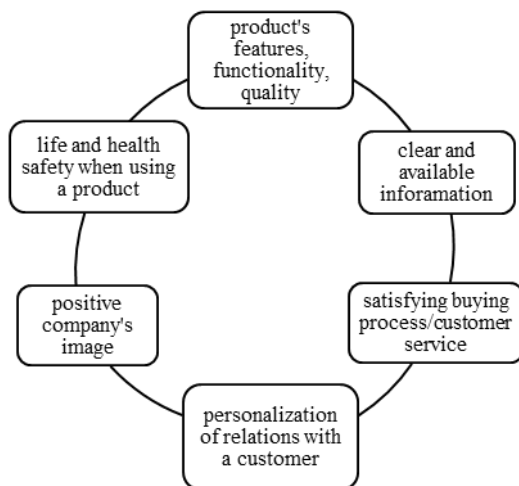 product's
features,
functionality,
quality
clear and
available
inforamation
satisfying buying
process/customer
service
personalization
of relations with
a customer
positive
company's
image
life and health
safety when using
a product